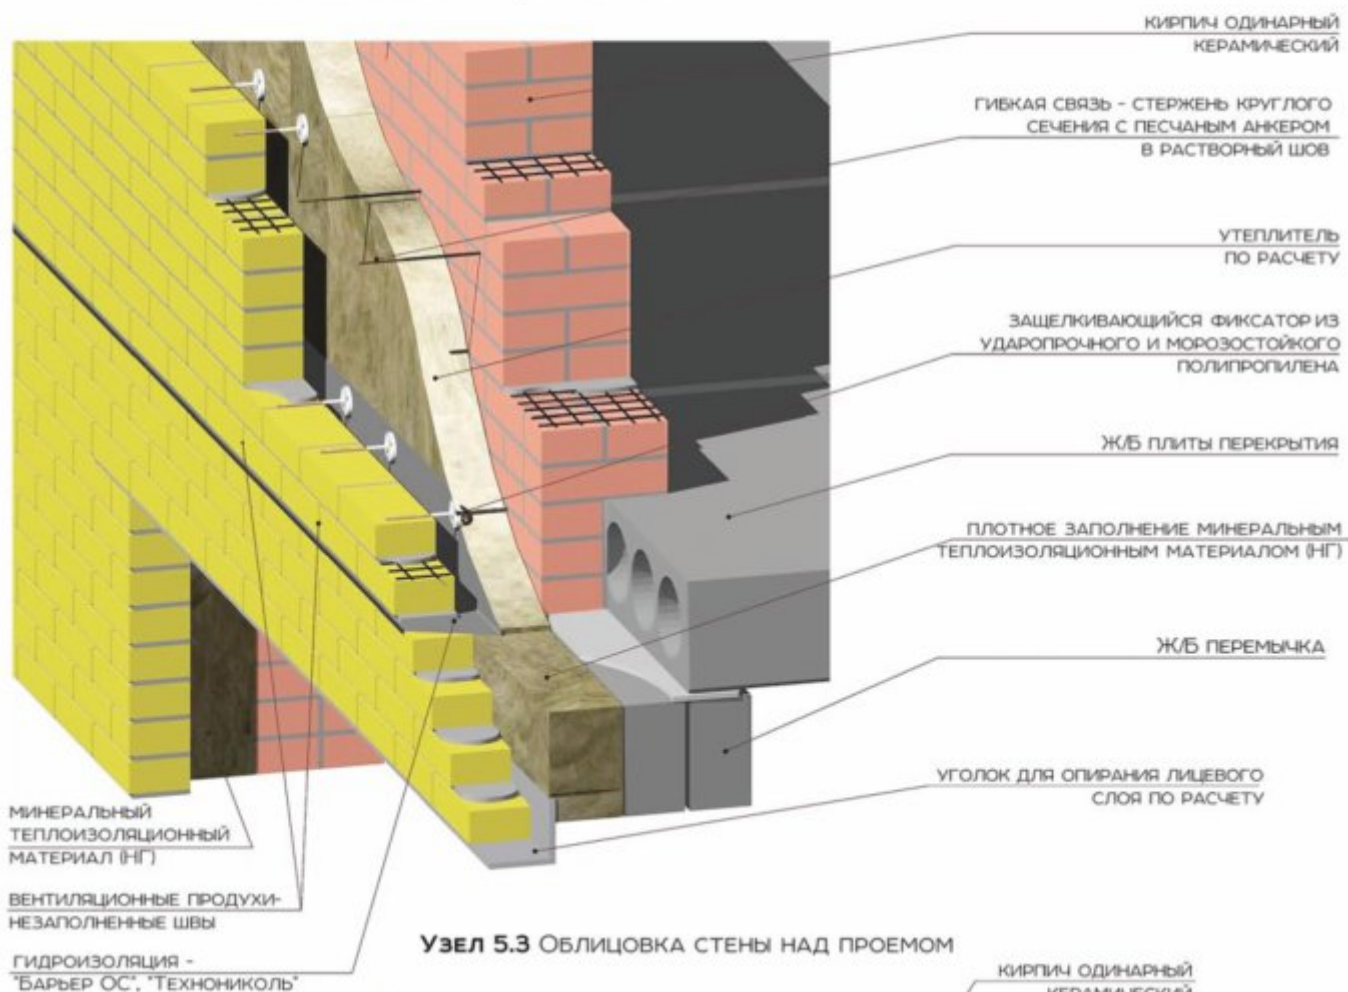 КИРПИЧ ОДИНАРНЫЙ
КЕРАМИЧЕСКИЙ
ГИБКАЯ СВЯЗЬ - СТЕРЖЕНЬ КРУГЛОГО
СЕЧЕНИЯ С ПЕСЧАНЫМ АНКЕРОМ
В РАСТВОРНЫЙ ШОВ
УТЕПЛИТЕЛЬ
ПО РАСЧЕТУ
ЗАЩЕЛКИВАЮЩИЙСЯ ФИКСАТОР ИЗ
УДАРОПРОЧНОГО И МОРОЗОСТОЙКОГО
ПОЛИПРОПИЛЕНА
Ж/Б ПЛИТЫ ПЕРЕКРЫТИЯ
ПЛОТНОЕ ЗАПОЛНЕНИЕ МИНЕРАЛЬНЫМ
ТЕПЛОИЗОЛЯЦИОННЫМ МАТЕРИАЛОМ (НГ)
Ж/Б ПЕРЕМЫЧКА
УГОЛОК ДЛЯ ОПИРАНИЯ ЛИЦЕВОГО
СЛОЯ ПО РАСЧЕТУ
МИНЕРАЛЬНЫЙ
ТЕПЛОИЗОЛЯЦИОННЫЙ
МАТЕРИАЛ (НГ)
ВЕНТИЛЯЦИОННЫЕ ПРОДУХИ-
НЕЗАПОЛНЕННЫЕ ШВЫ
ГИДРОИЗОЛЯЦИЯ -
"БАРЬЕР ОС", "ТЕХНОНИКОЛЬ"
УЗЕЛ 5.3 ОБЛИЦОВКА СТЕНЫ НАД ПРОЕМОМ
КИРПИЧ ОДИНАРНЫЙ
КЕРАМИЧЕСКИЙ